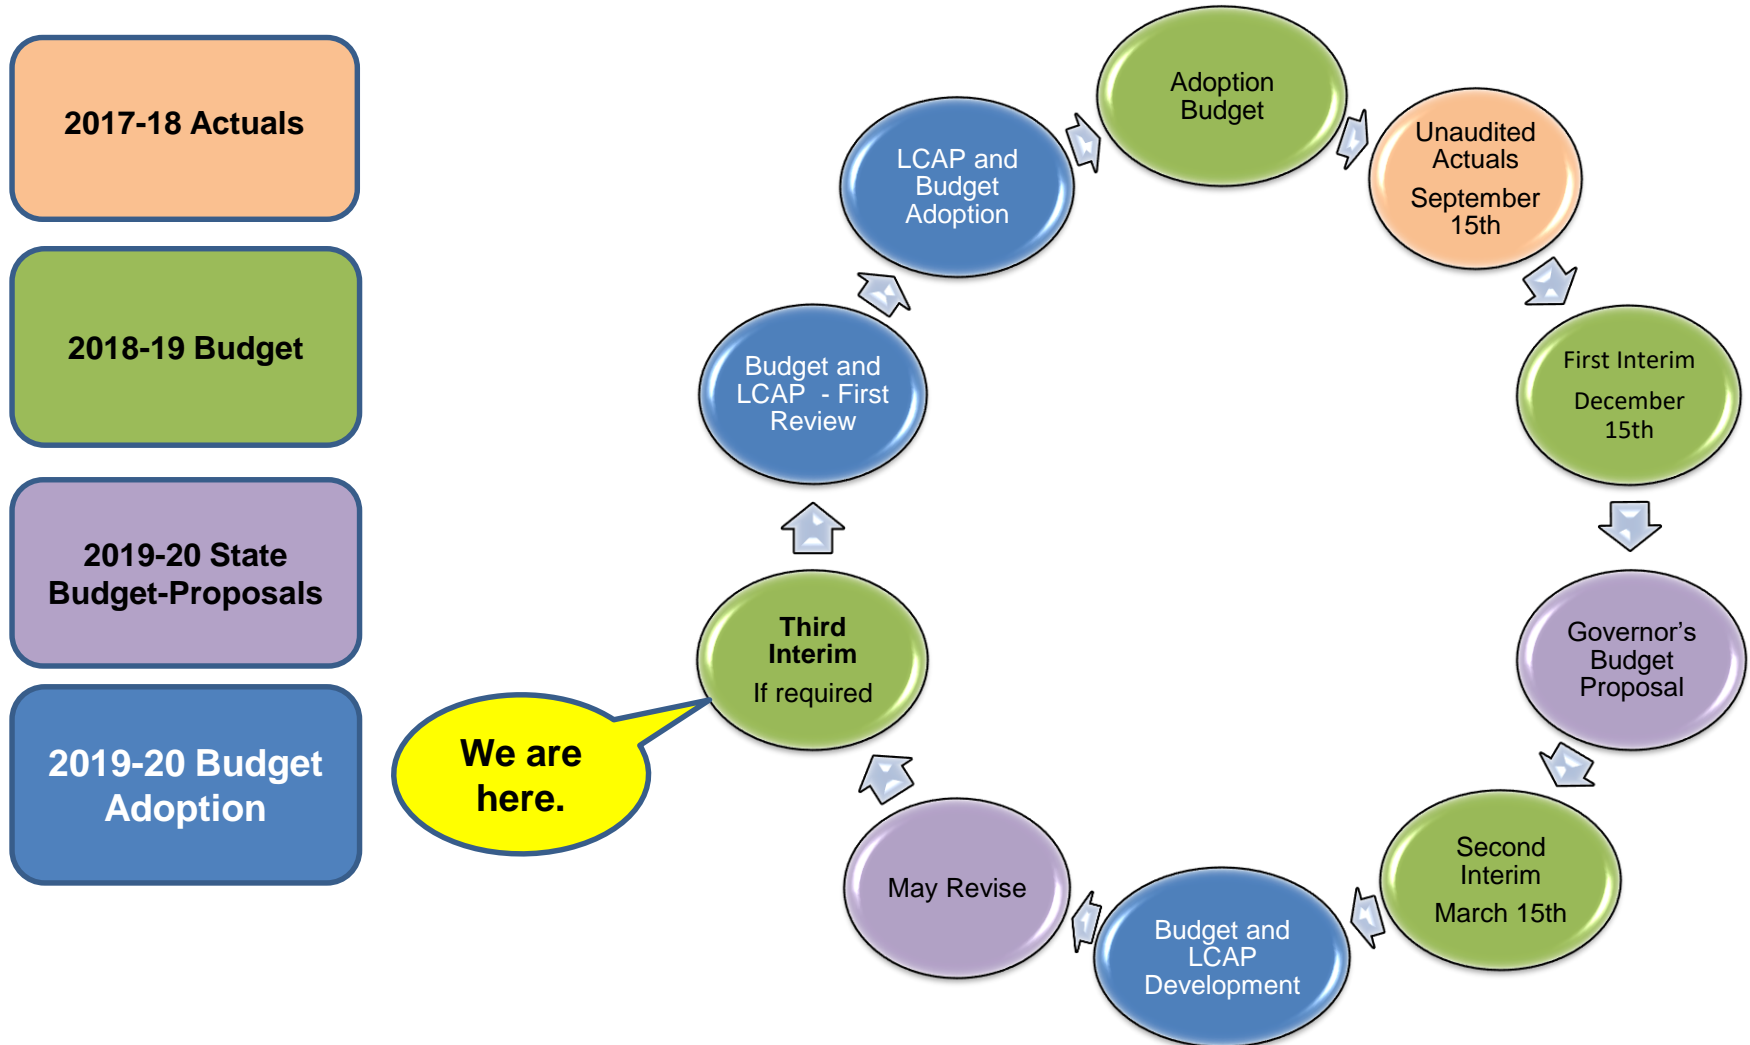 2017-18 Actuals
2018-19 Budget
2019-20 State
Budget-Proposals
2019-20 Budget
Adoption
Adoption
Budget
Unaudited
Actuals
September
15th
First Interim
December
15th
Governor’s
Budget
Proposal
Second
Interim
March 15th
Budget and
LCAP
Development
May Revise
Third
Interim
If required
We are
here.
Budget and
LCAP - First
Review
LCAP and
Budget
Adoption